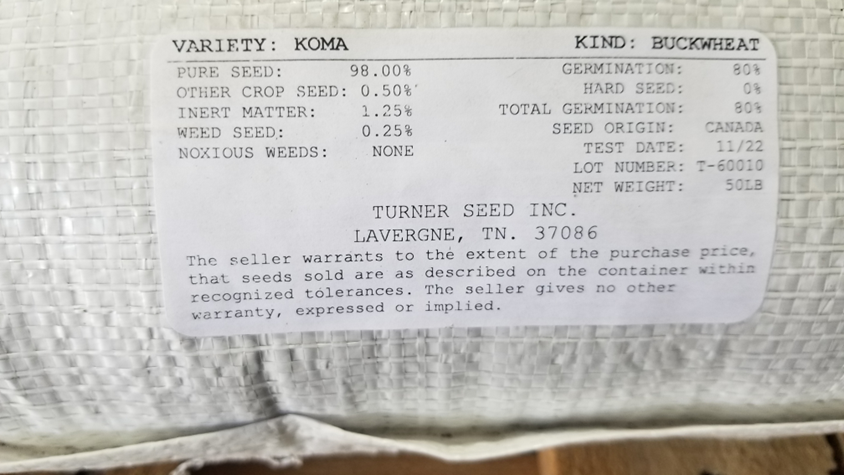 VARIETY: KOMA KIND: BUCKWHEAT
PURE SEED: 98.00% GERMINATION: 80%
OTHER CROP SEED: 0.50% HARD SEED: 0%
INERT MATTER: 1.25% TOTAL GERMINATION: 80%
WEED SEED: 0.25% SEED ORIGIN: CANADA
NOXIOUS WEEDS: NONE TEST DATE: 11/22
LOT NUMBER: T-60010
NET WEIGHT: 50LB
TURNER SEED INC.
LAVERGNE, TN. 37086
The seller warrants to the extent of the purchase price,
that seeds sold are as described on the container within
recognized tolerances. The seller gives no other
warranty, expressed or implied.